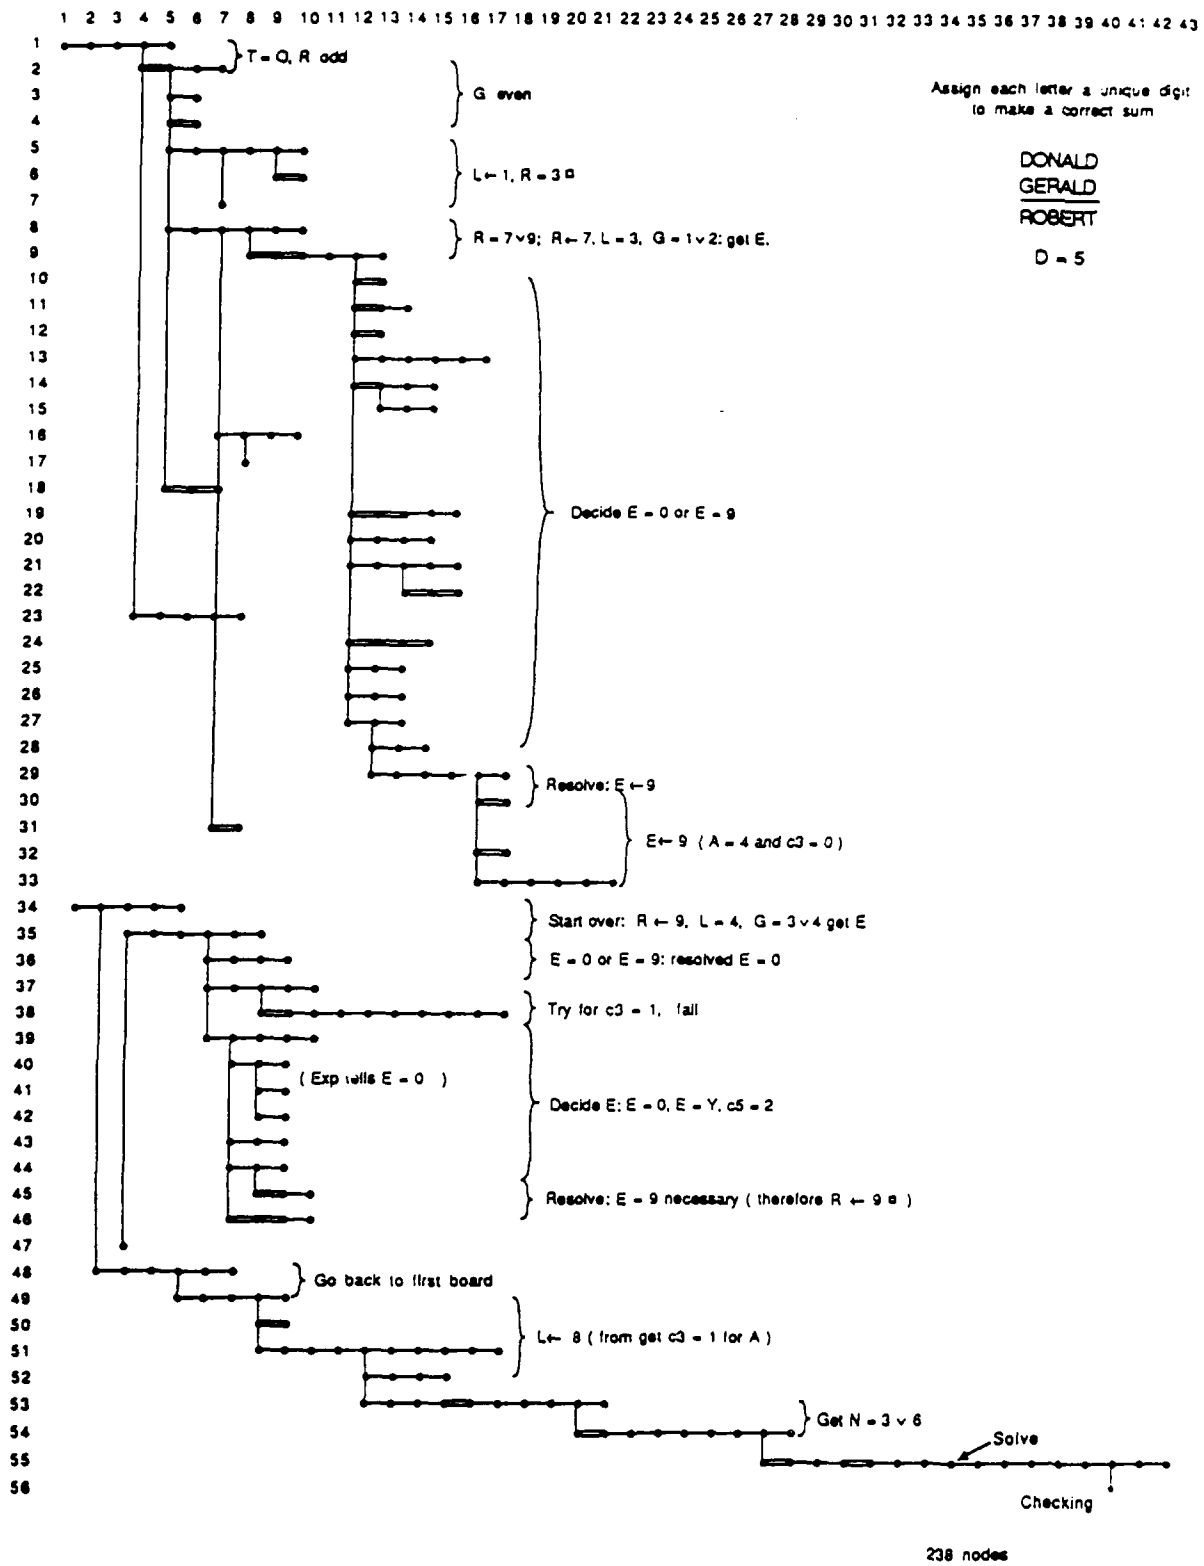 1 2 3 4 5 6 7 8 9 10 11 12 13 14 15 16 17 18 19 20 21 22 23 24 25 26 27 28 29 30 31 32 33 34 35 36 37 38 39 40 41 42 43
1
T = O, R odd
2
3
G even
4
Assign each letter a unique digit
to make a correct sum
DONALD
GERALD
ROBERT
D = 5
5
6
L ← 1, R = 3 ¤
7
8
R = 7 v 9; R ← 7, L = 3, G = 1 v 2: get E.
9
10
11
12
13
14
15
16
17
18
19
Decide E = 0 or E = 9
20
21
22
23
24
25
26
27
28
29
Resolve: E ← 9
30
31
E ← 9 ( A = 4 and c3 = 0 )
32
33
34
Start over: R ← 9, L = 4, G = 3 v 4 get E
35
36
E = 0 or E = 9: resolved E = 0
37
Try for c3 = 1, fail
38
39
40
( Exp tells E = 0 )
41
Decide E: E = 0, E = Y, c5 = 2
42
43
44
45
Resolve: E = 9 necessary ( therefore R ← 9 ¤ )
46
47
48
Go back to first board
49
50
L ← 8 ( from get c3 = 1 for A )
51
52
53
Get N = 3 v 6
54
Solve
55
56
Checking
238 nodes